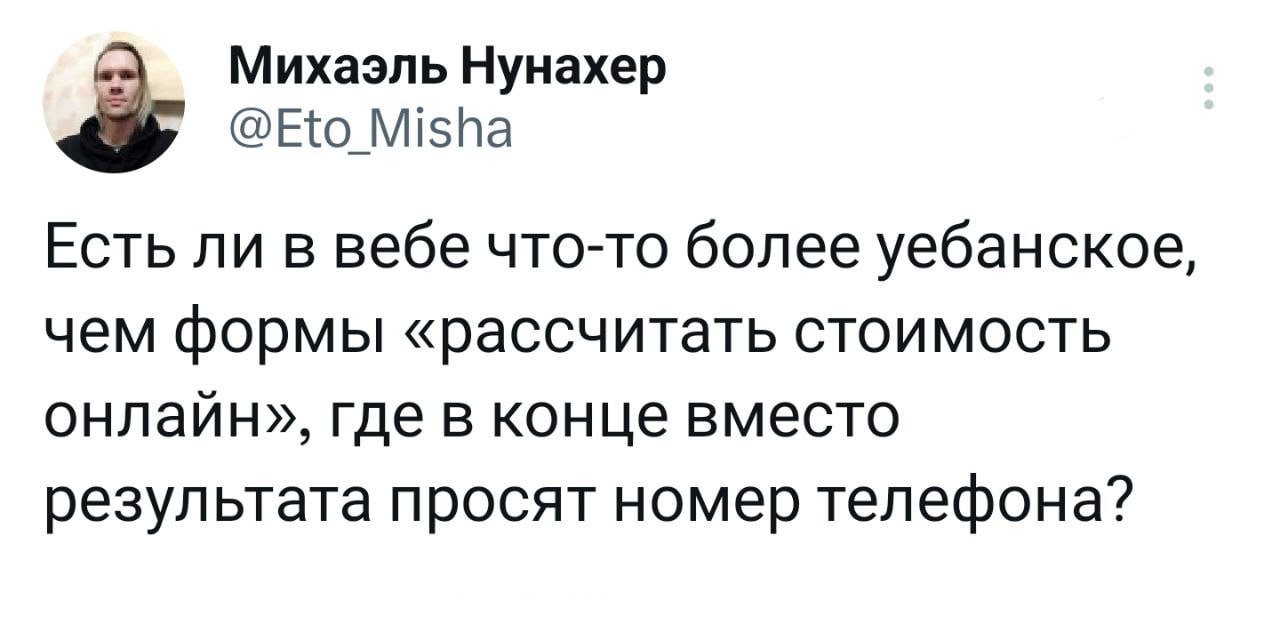 Михаэль Нунахер
@Eto_Misha
Есть ли в вебе что-то более уебанское,
чем формы «рассчитать стоимость
онлайн», где в конце вместо
результата просят номер телефона?